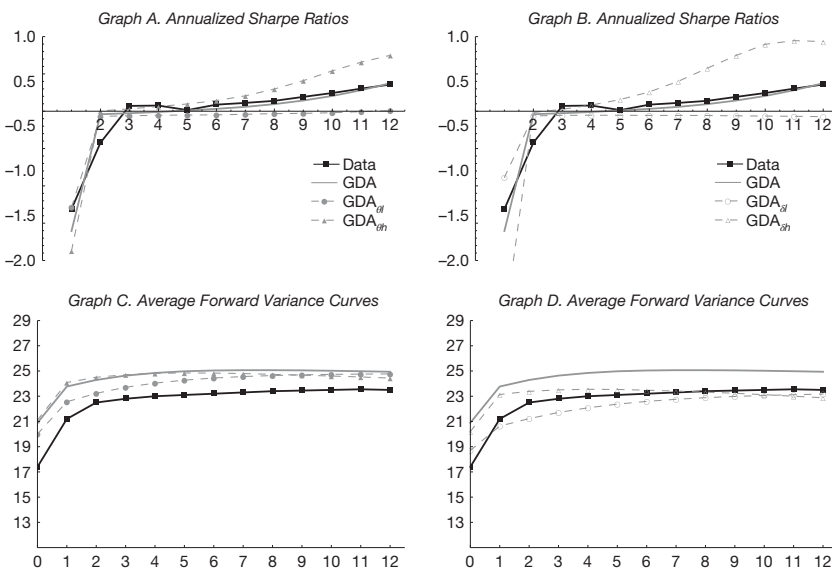 Graph A. Annualized Sharpe Ratios
1.0
0.5
−0.5
−1.0
−1.5
−2.0
2 3 4 5 6 7 8 9 10 11 12
Data
GDA
GDAθl
GDAθh
Graph B. Annualized Sharpe Ratios
1.0
0.5
−0.5
−1.0
−1.5
−2.0
2 3 4 5 6 7 8 9 10 11 12
Data
GDA
GDAδl
GDAδh
Graph C. Average Forward Variance Curves
29
27
25
23
21
19
17
15
13
0 1 2 3 4 5 6 7 8 9 10 11 12
Graph D. Average Forward Variance Curves
29
27
25
23
21
19
17
15
13
0 1 2 3 4 5 6 7 8 9 10 11 12